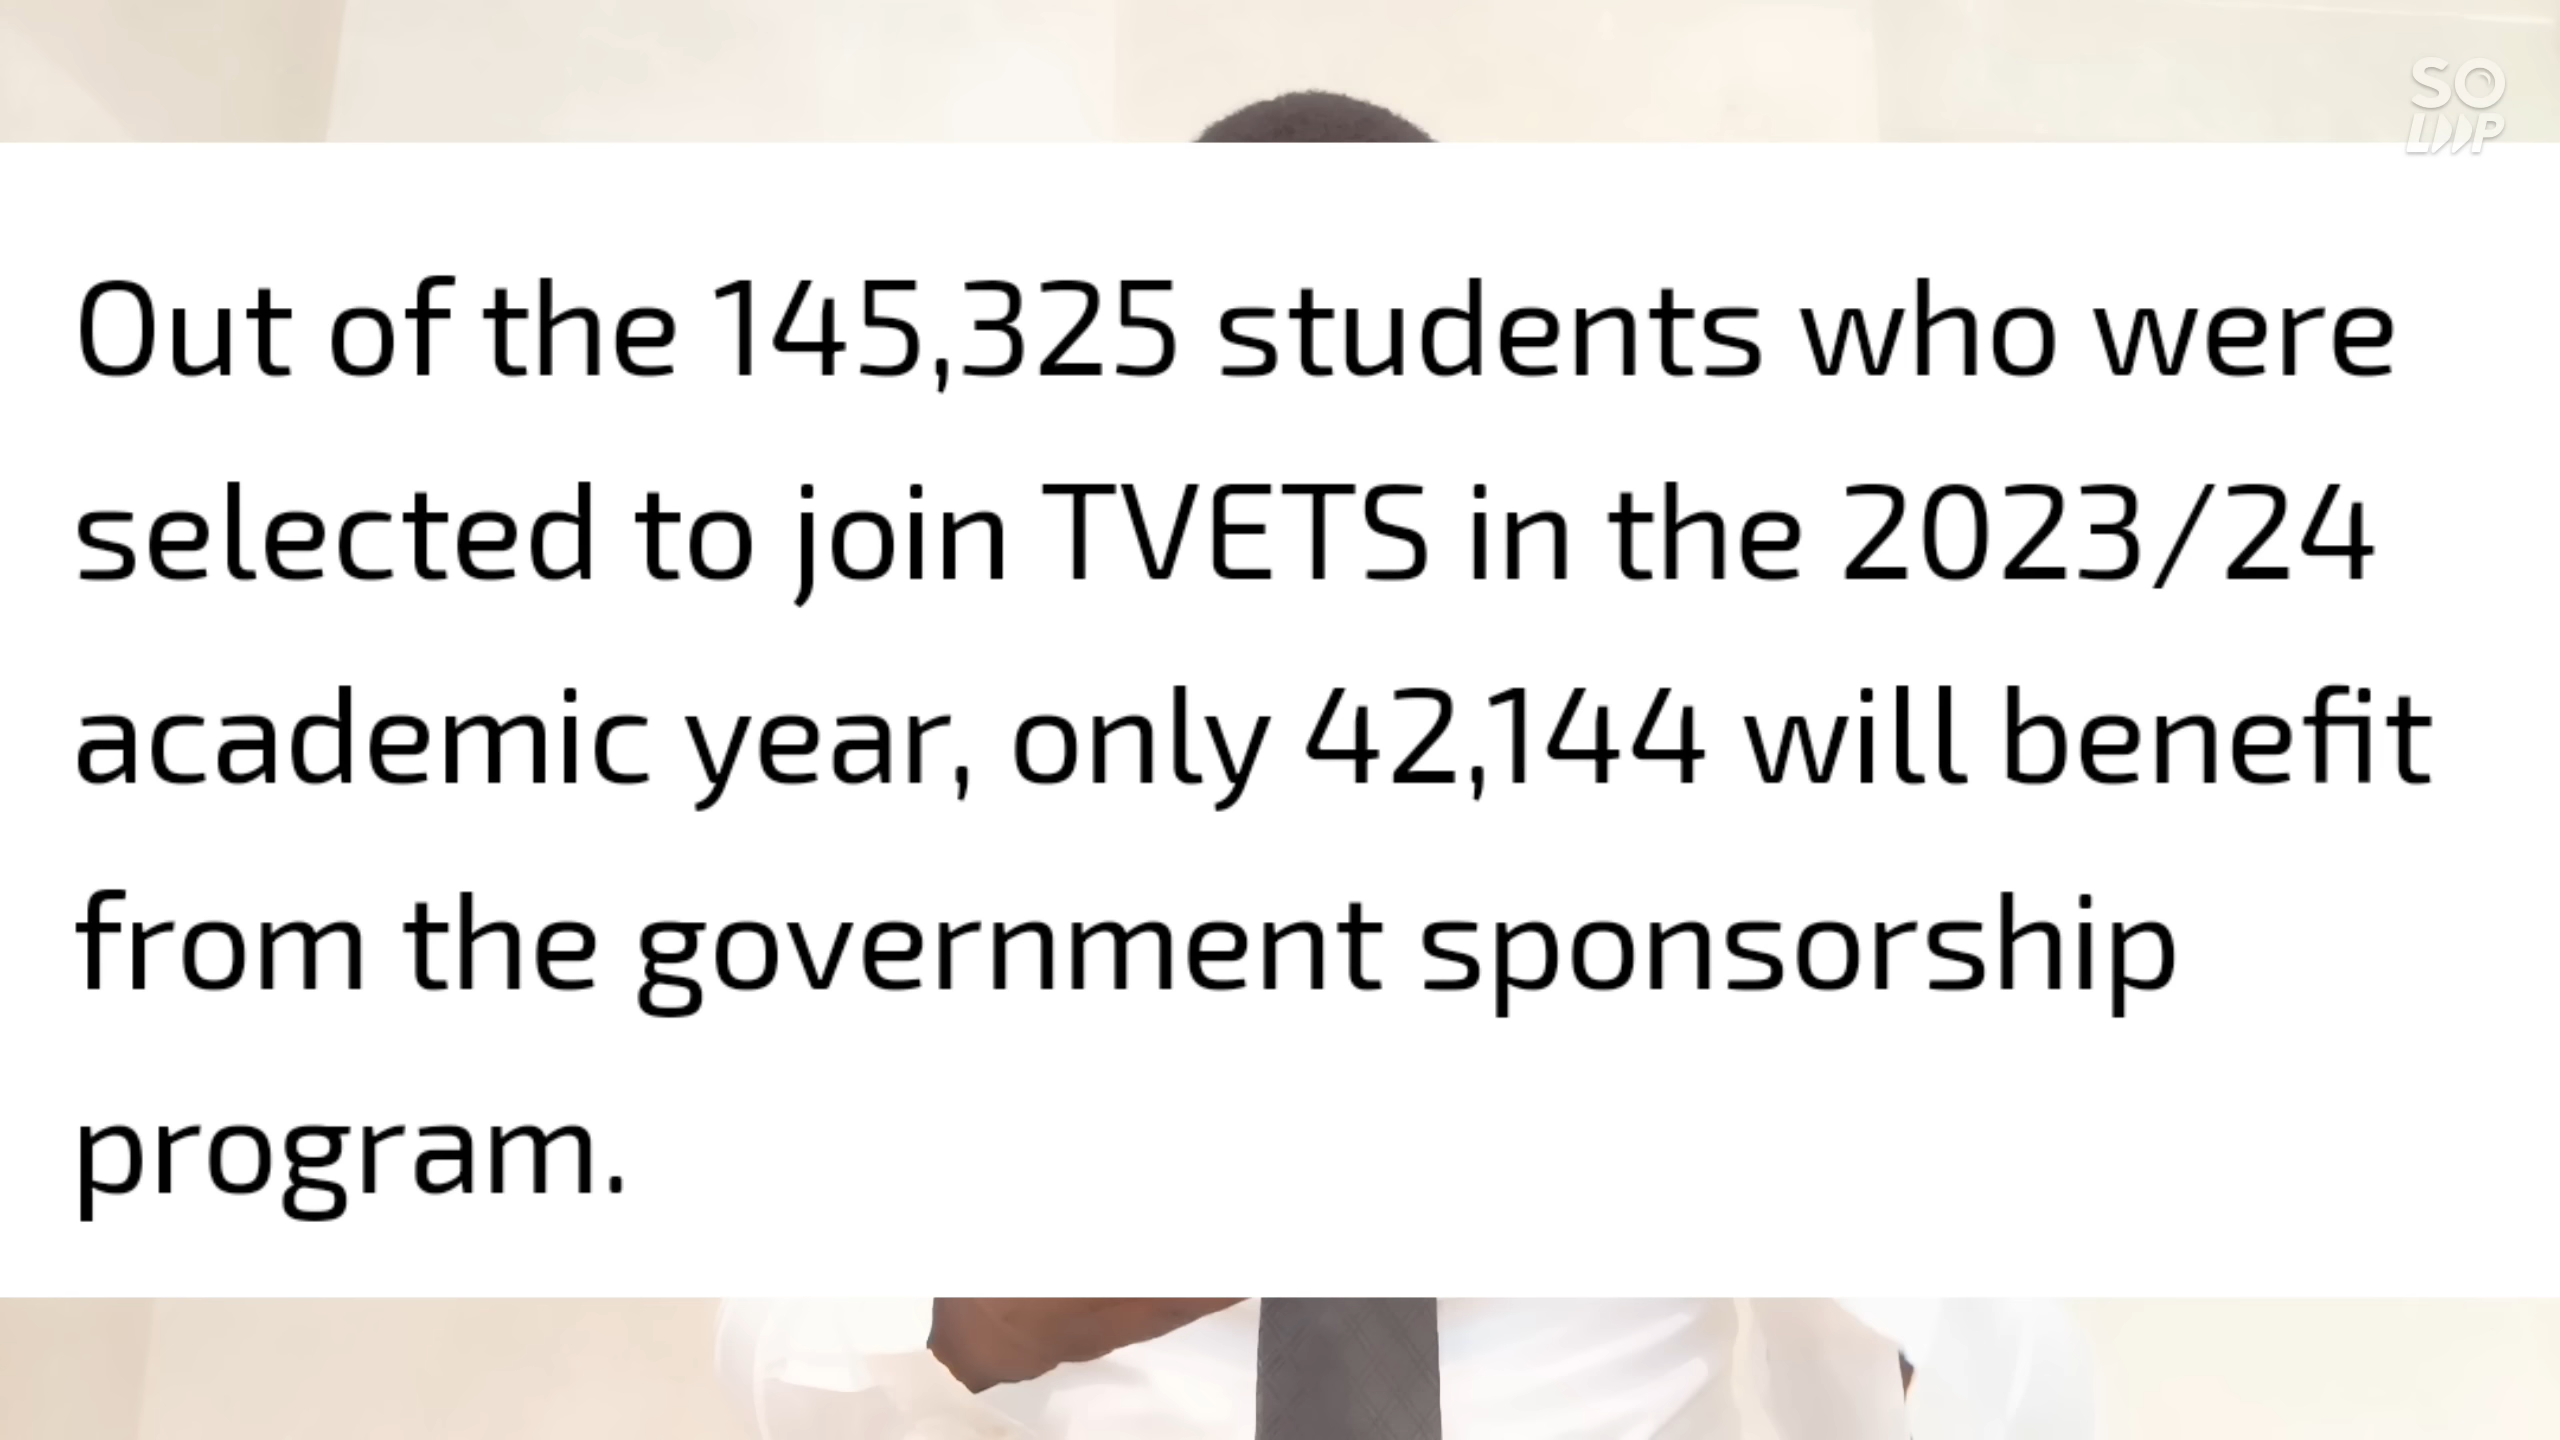 SO
LOOP
Out of the 145,325 students who were
selected to join TVETS in the 2023/24
academic year, only 42,144 will benefit
from the government sponsorship
program.